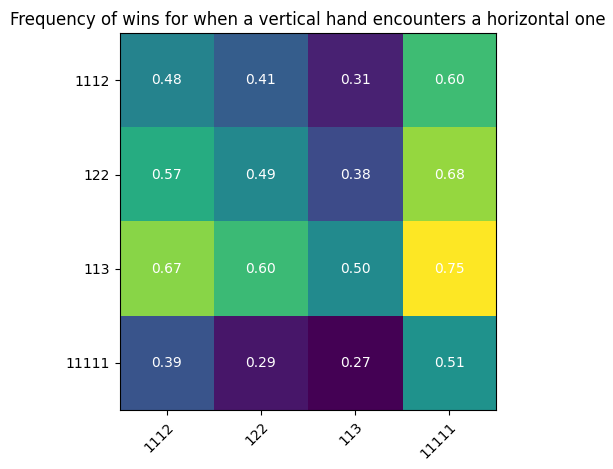 Frequency of wins for when a vertical hand encounters a horizontal one
1112 0.48 0.41 0.31 0.60
122 0.57 0.49 0.38 0.68
113 0.67 0.60 0.50 0.75
11111 0.39 0.29 0.27 0.51
1112 122 113 11111